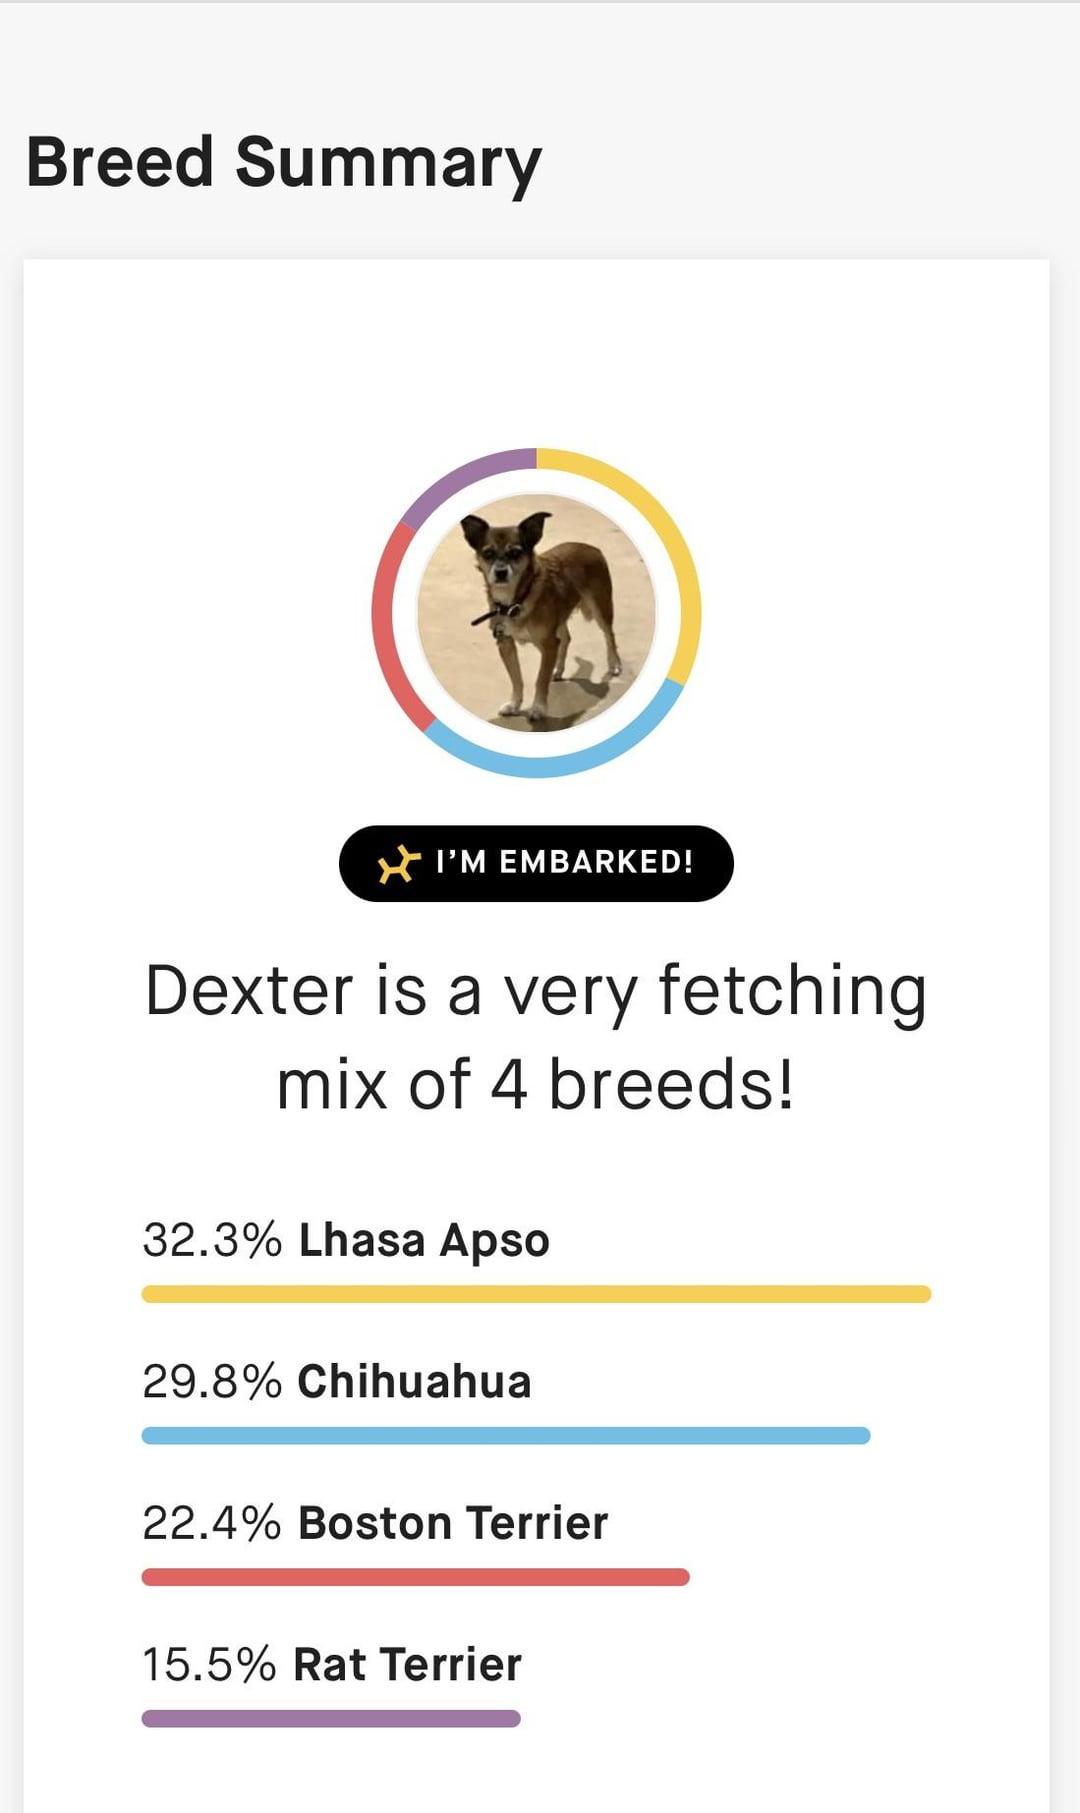 Breed Summary
I'M EMBARKED!
Dexter is a very fetching
mix of 4 breeds!
32.3% Lhasa Apso
29.8% Chihuahua
22.4% Boston Terrier
15.5% Rat Terrier